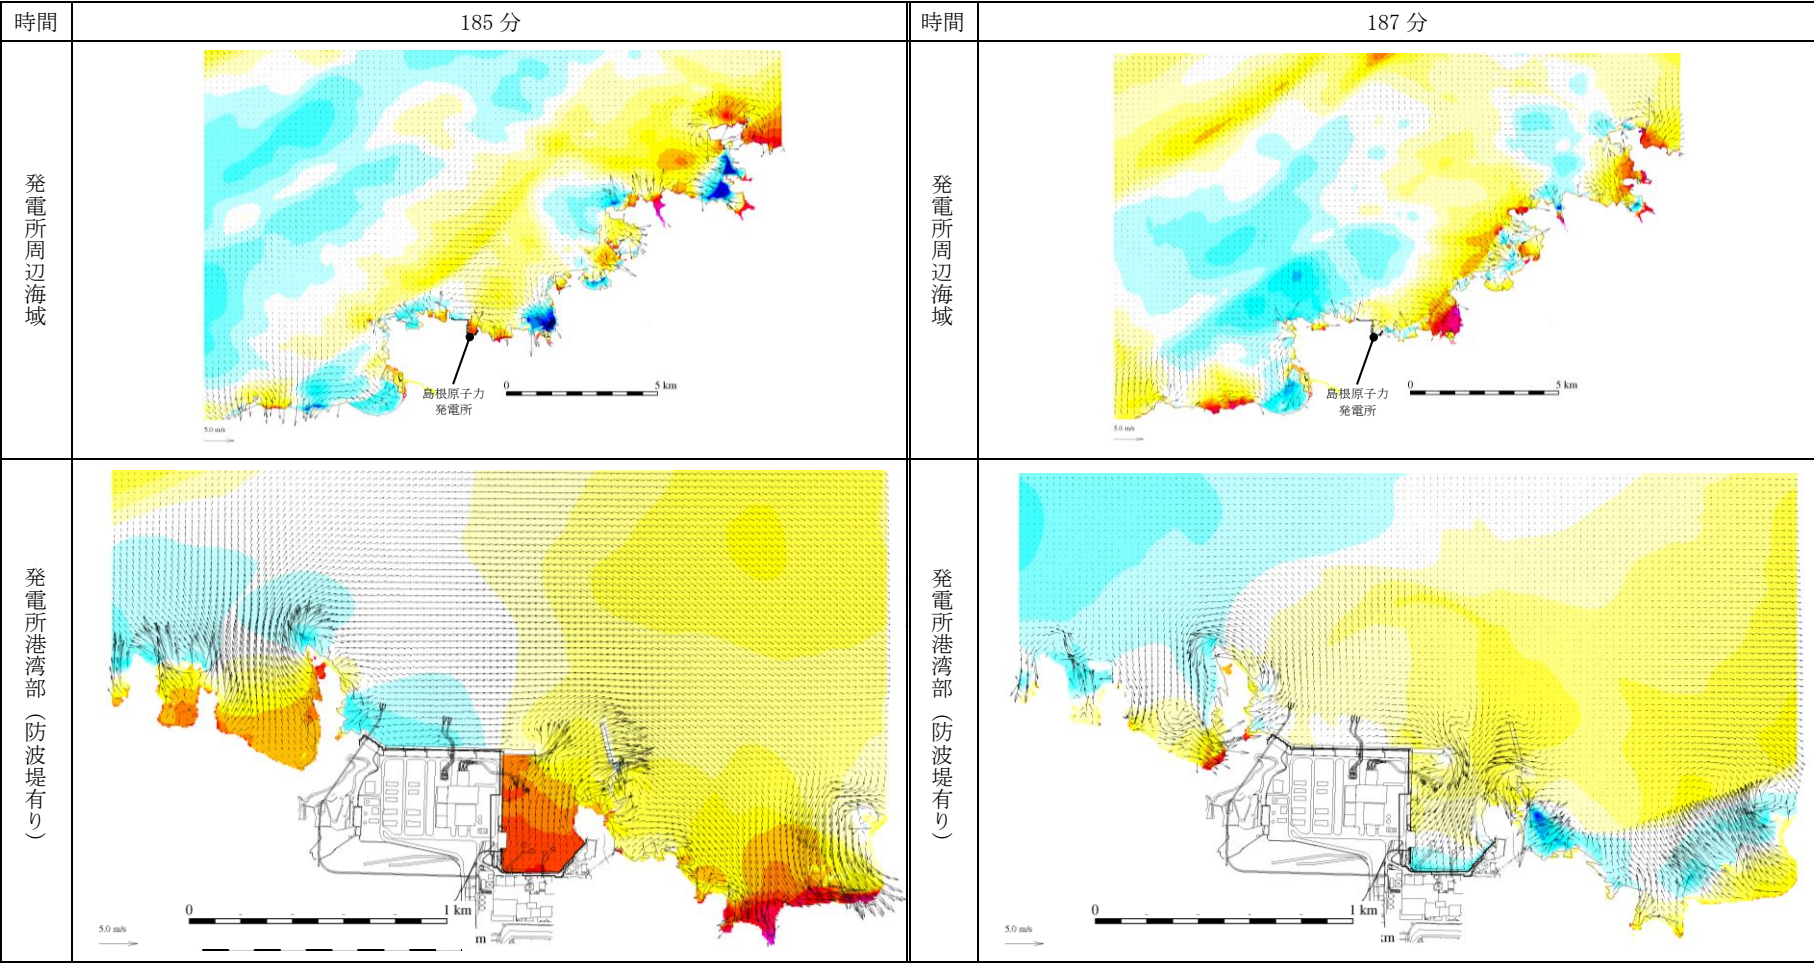 時間
185 分
時間
187 分
発電所周辺海域
島根原子力
発電所
0
5 km
5.0 m/s
発電所周辺海域
島根原子力
発電所
0
5 km
5.0 m/s
発電所港湾部（防波堤有り）
0
1 km
m
5.0 m/s
発電所港湾部（防波堤有り）
0
1 km
m
5.0 m/s